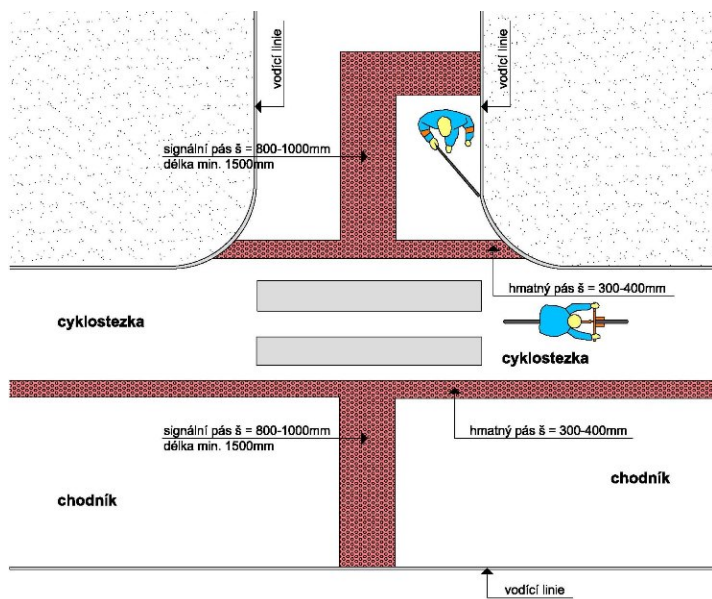 vodící linie
vodící linie
signální pás š = 800-1000mm
délka min. 1500mm
hmatný pás š = 300-400mm
cyklostezka
cyklostezka
signální pás š = 800-1000mm
délka min. 1500mm
hmatný pás š = 300-400mm
chodník
chodník
vodící linie